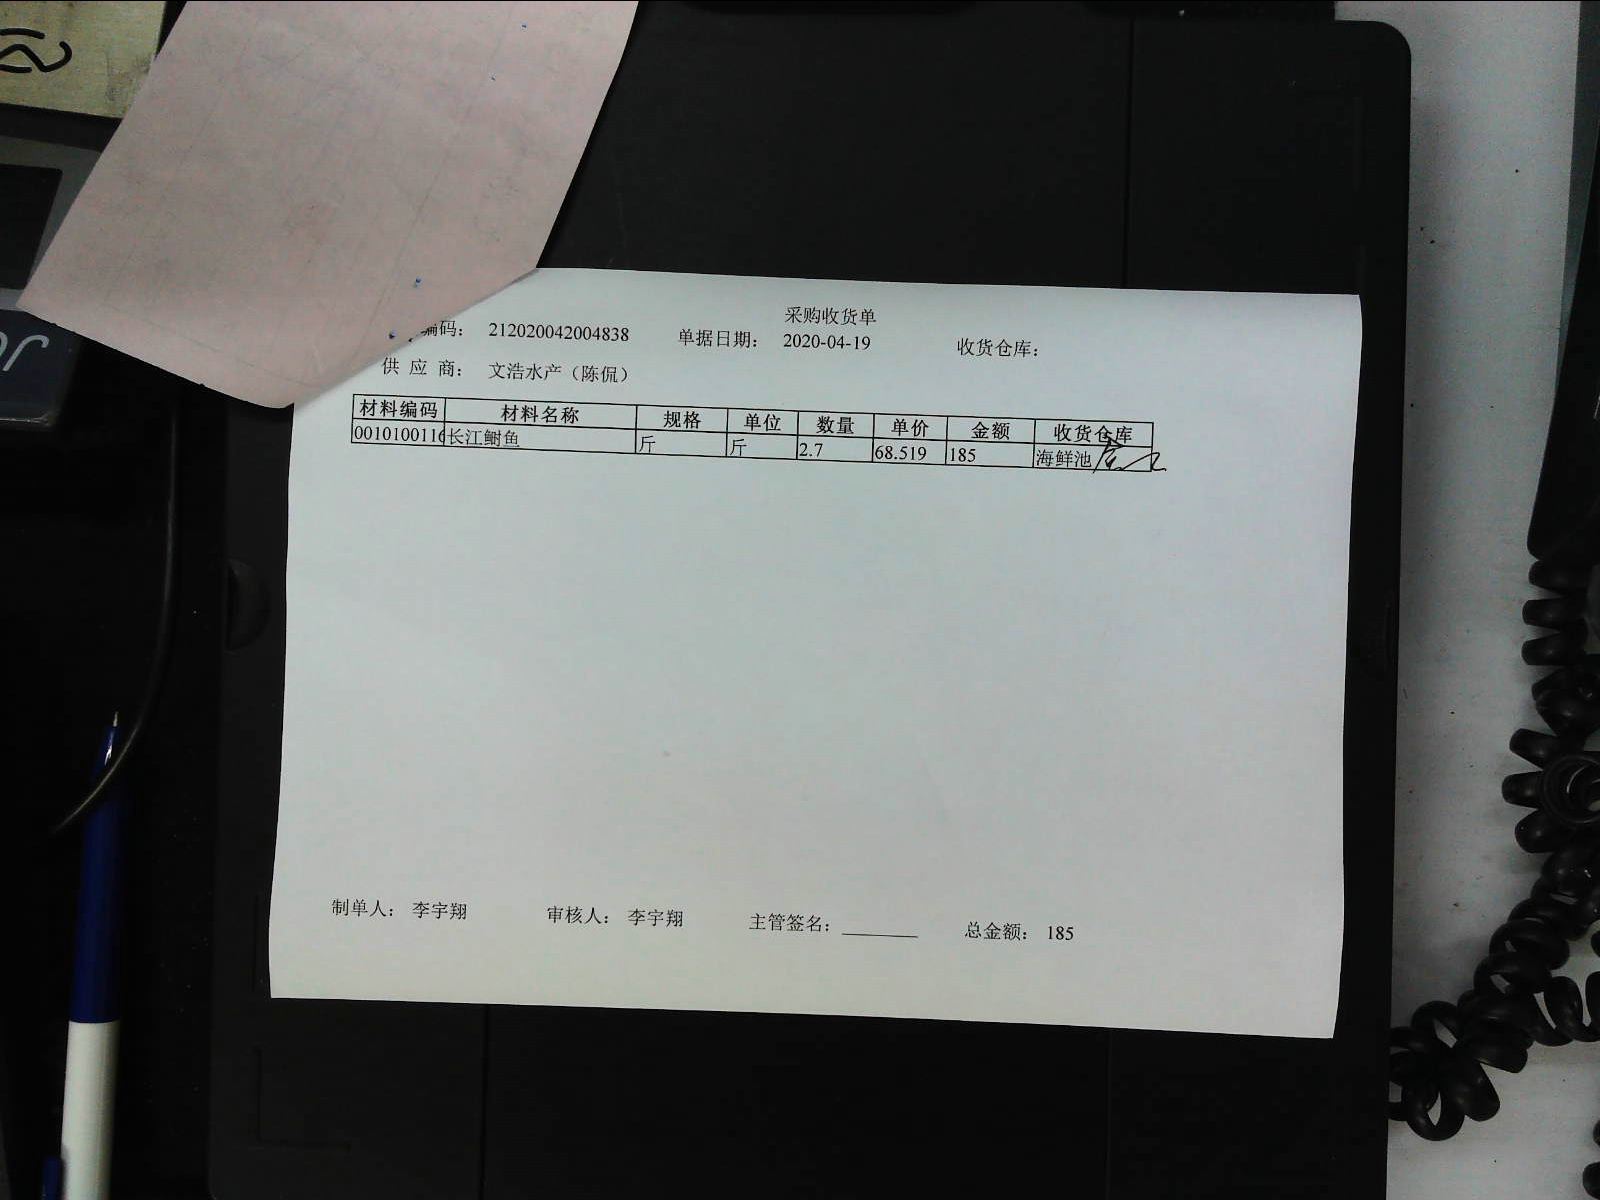 采购收货单
编码: 212020042004838 单据日期: 2020-04-19 收货仓库:
供 应 商: 文浩水产（陈侃）
材料编码 材料名称 规格 单位 数量 单价 金额 收货仓库
0010100116 长江鲥鱼 斤 斤 2.7 68.519 185 海鲜池
制单人: 李宇翔 审核人: 李宇翔 主管签名: ________ 总金额: 185